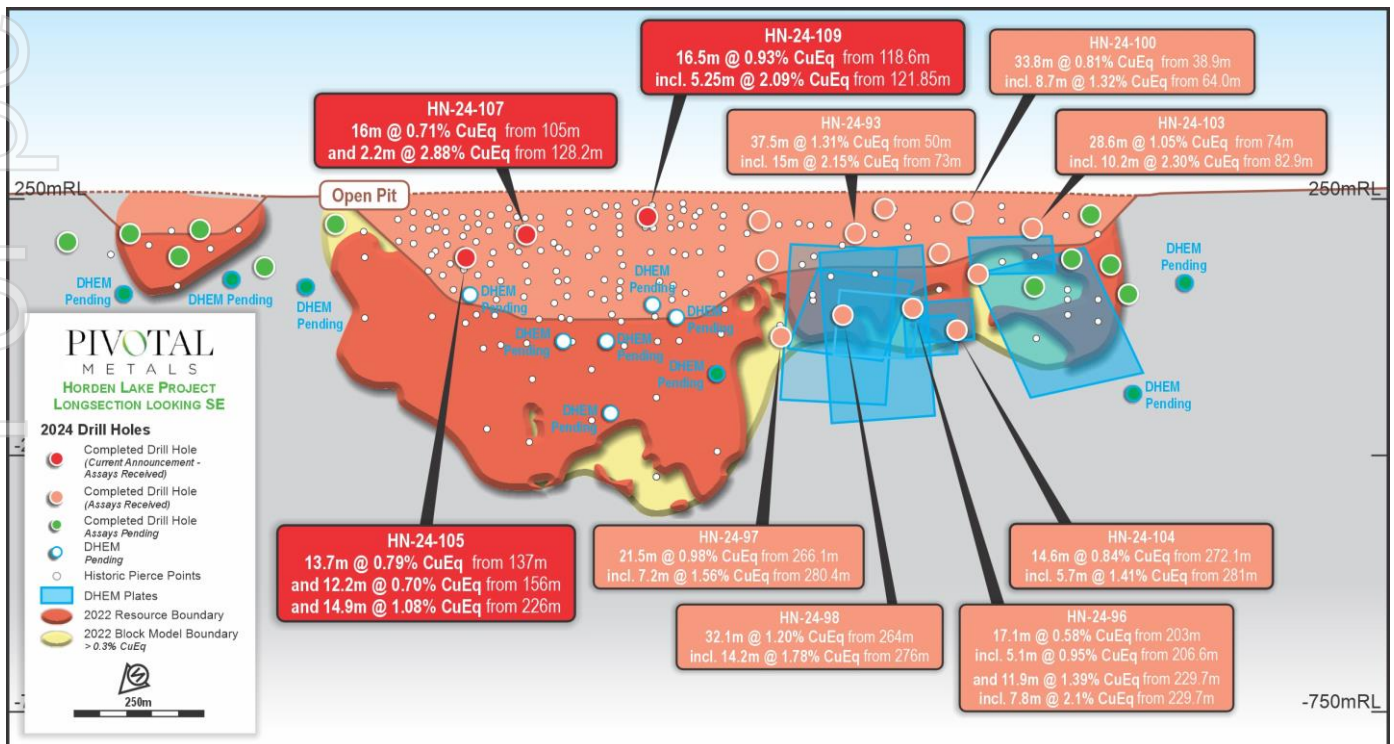 HN-24-109
16.5m @ 0.93% CuEq from 118.6m
incl. 5.25m @ 2.09% CuEq from 121.85m
HN-24-100
33.8m @ 0.81% CuEq from 38.9m
incl. 8.7m @ 1.32% CuEq from 64.0m
HN-24-107
16m @ 0.71% CuEq from 105m
and 2.2m @ 2.88% CuEq from 128.2m
HN-24-93
37.5m @ 1.31% CuEq from 50m
incl. 15m @ 2.15% CuEq from 73m
HN-24-103
28.6m @ 1.05% CuEq from 74m
incl. 10.2m @ 2.30% CuEq from 82.9m
250mRL
Open Pit
250mRL
DHEM
Pending
DHEM
Pending
DHEM
Pending
DHEM
Pending
DHEM
Pending
DHEM
Pending
DHEM
Pending
DHEM
Pending
DHEM
Pending
DHEM
Pending
DHEM
Pending
DHEM
Pending
PIVOTAL
METALS
HORDEN LAKE PROJECT
LONGSECTION LOOKING SE
2024 Drill Holes
Completed Drill Hole
(Current Announcement -
Assays Received)
Completed Drill Hole
(Assays Received)
Completed Drill Hole
Assays Pending
DHEM
Pending
Historic Pierce Points
DHEM Plates
2022 Resource Boundary
2022 Block Model Boundary
> 0.3% CuEq
250m
HN-24-105
13.7m @ 0.79% CuEq from 137m
and 12.2m @ 0.70% CuEq from 156m
and 14.9m @ 1.08% CuEq from 226m
HN-24-97
21.5m @ 0.98% CuEq from 266.1m
incl. 7.2m @ 1.56% CuEq from 280.4m
HN-24-104
14.6m @ 0.84% CuEq from 272.1m
incl. 5.7m @ 1.41% CuEq from 281m
HN-24-98
32.1m @ 1.20% CuEq from 264m
incl. 14.2m @ 1.78% CuEq from 276m
HN-24-96
17.1m @ 0.58% CuEq from 203m
incl. 5.1m @ 0.95% CuEq from 206.6m
and 11.9m @ 1.39% CuEq from 229.7m
incl. 7.8m @ 2.1% CuEq from 229.7m
-750mRL